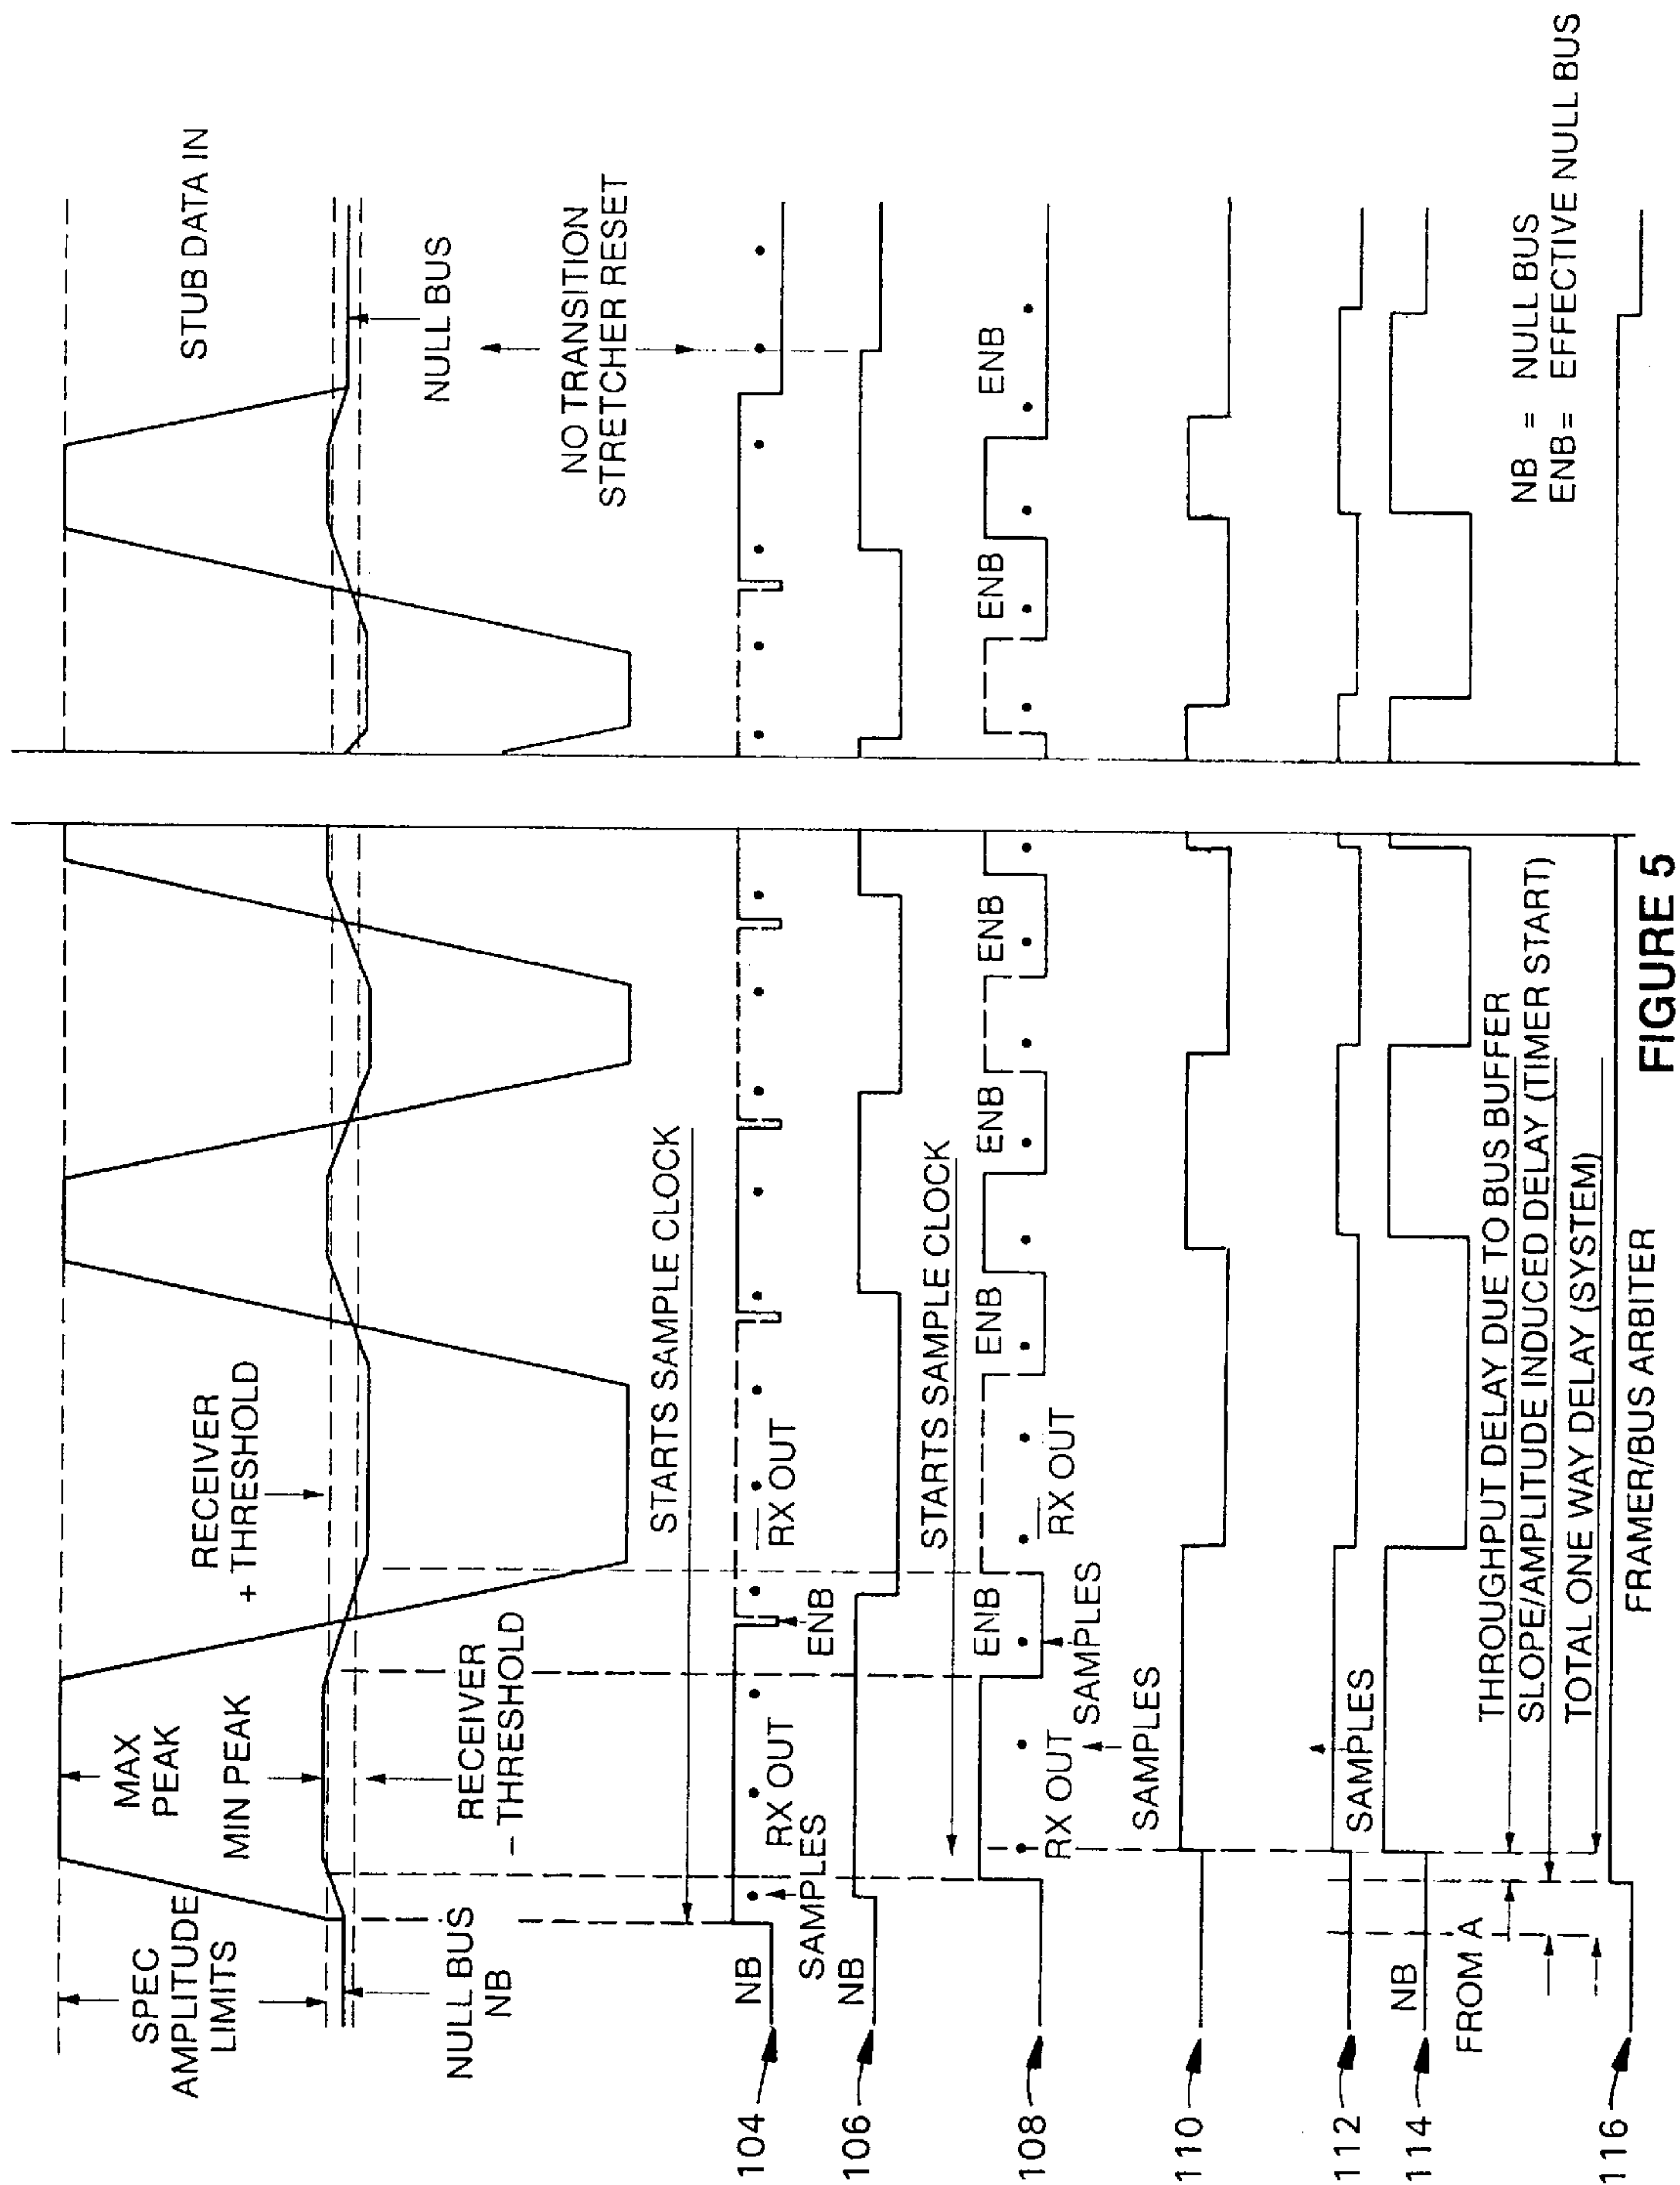 STUB DATA IN
SPEC
AMPLITUDE
LIMITS
MAX
PEAK
MIN PEAK
RECEIVER
+ THRESHOLD
NULL BUS
NB
RECEIVER
− THRESHOLD
NULL BUS
NO TRANSITION
STRETCHER RESET
STARTS SAMPLE CLOCK
104
NB
SAMPLES
RX OUT
ENB
RX OUT
106
NB
STARTS SAMPLE CLOCK
108
RX OUT
ENB
SAMPLES
RX OUT
ENB
ENB
ENB
ENB
ENB
110
SAMPLES
112
SAMPLES
114
NB
FROM A
THROUGHPUT DELAY DUE TO BUS BUFFER
SLOPE/AMPLITUDE INDUCED DELAY (TIMER START)
TOTAL ONE WAY DELAY (SYSTEM)
NB = NULL BUS
ENB = EFFECTIVE NULL BUS
116
FRAMER/BUS ARBITER
FIGURE 5